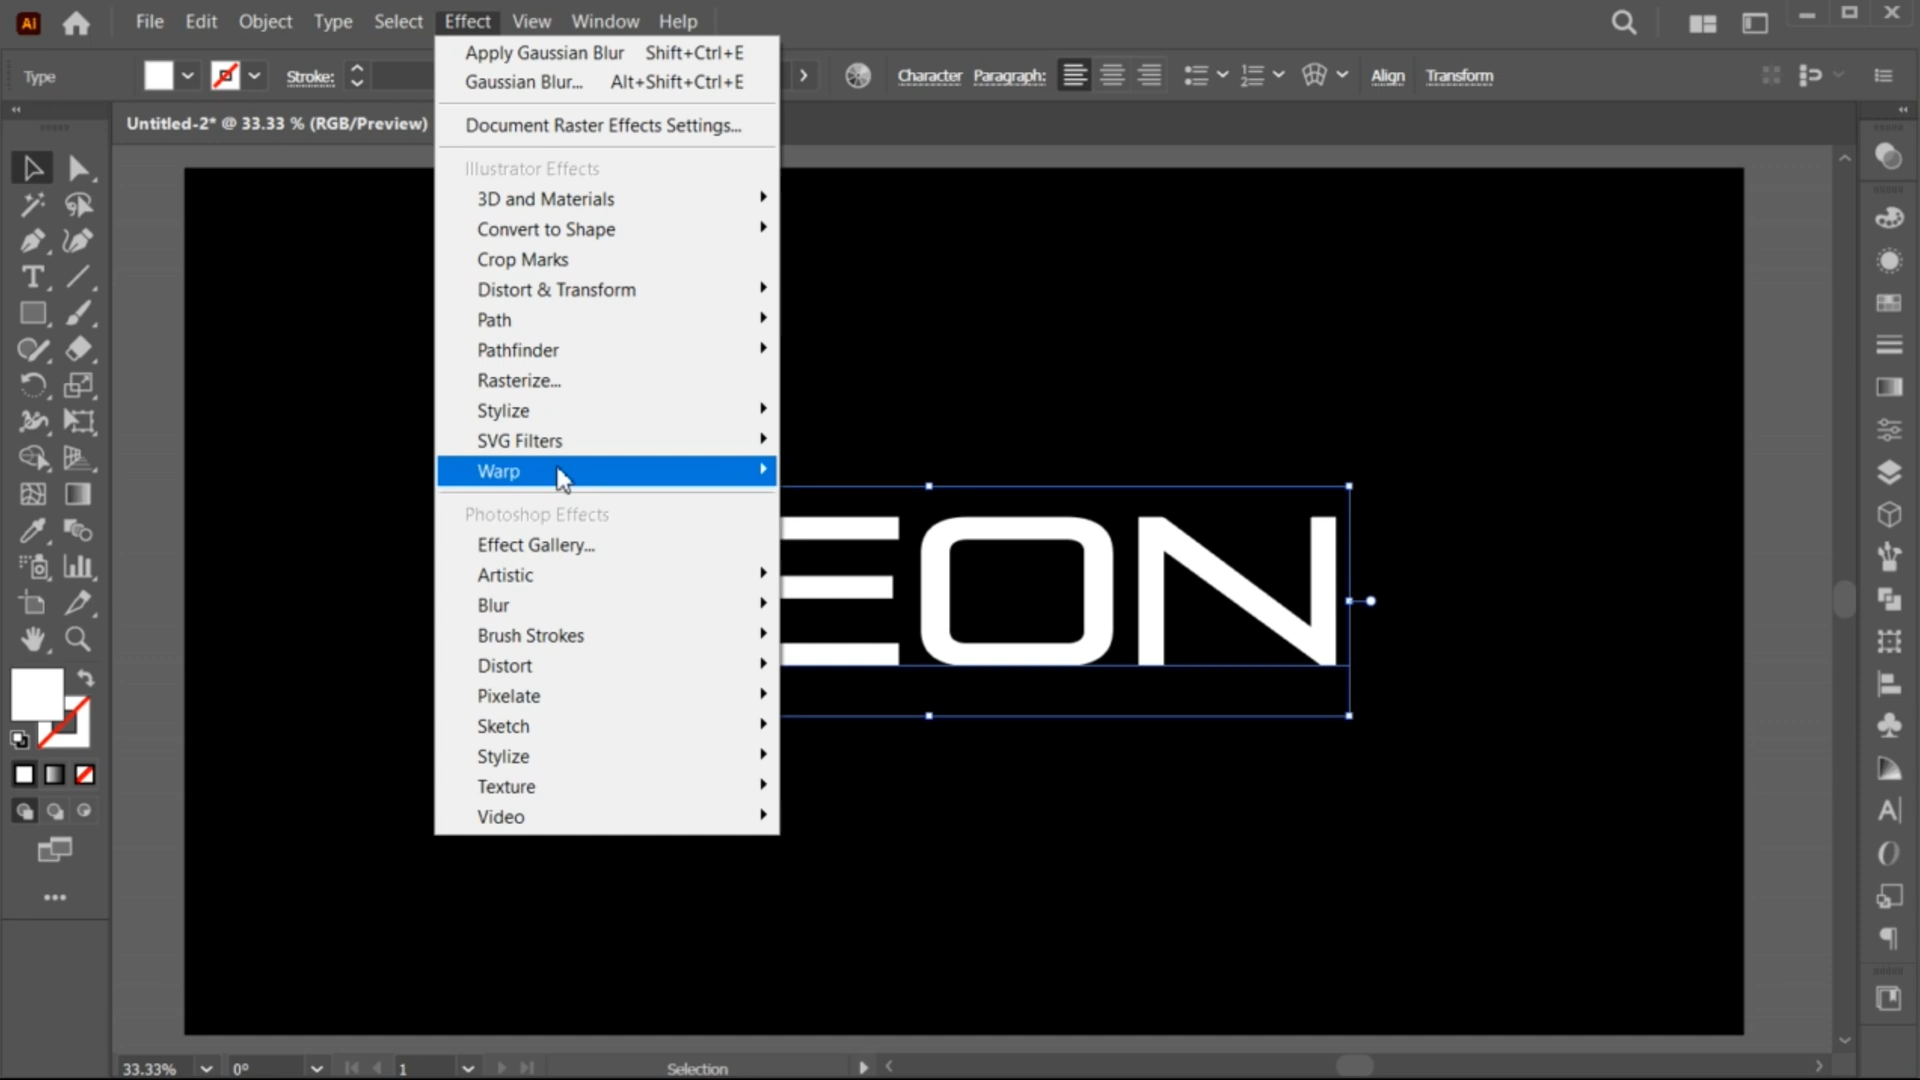 Ai File Edit Object Type Select Effect View Window Help
Type Stroke: Character Paragraph: Align Transform
Untitled-2* @ 33.33 % (RGB/Preview)
Apply Gaussian Blur Shift+Ctrl+E
Gaussian Blur... Alt+Shift+Ctrl+E
Document Raster Effects Settings...
Illustrator Effects
3D and Materials
Convert to Shape
Crop Marks
Distort & Transform
Path
Pathfinder
Rasterize...
Stylize
SVG Filters
Warp
Photoshop Effects
Effect Gallery...
Artistic
Blur
Brush Strokes
Distort
Pixelate
Sketch
Stylize
Texture
Video
EON
33.33% 0° 1 Selection